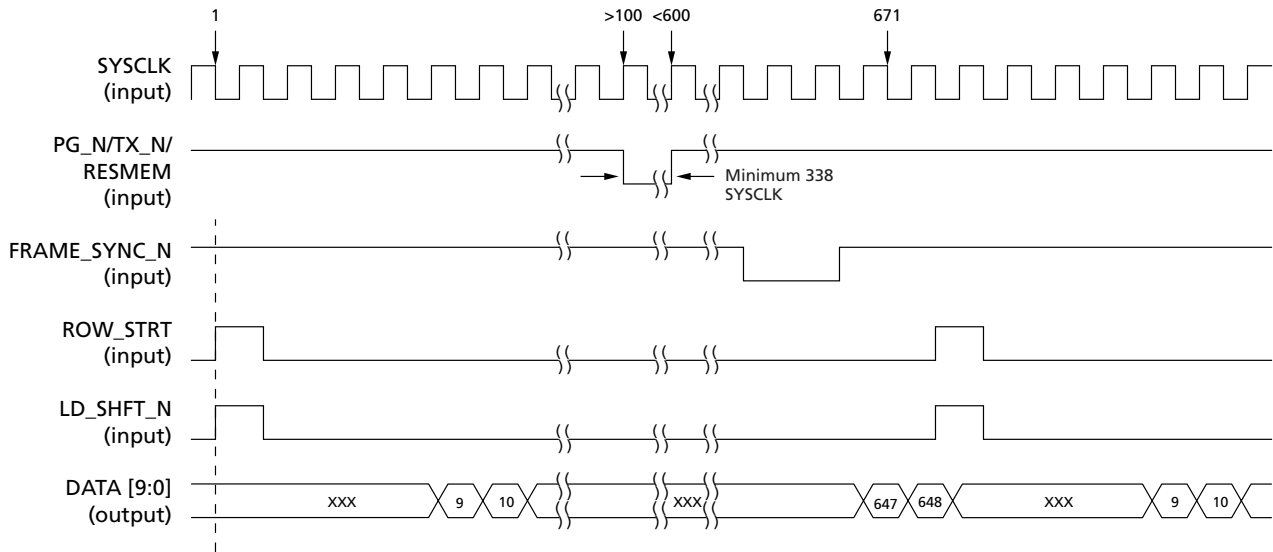 1 >100 <600 671
SYSCLK
(input)
PG_N/TX_N/
RESMEM
(input)
Minimum 338
SYSCLK
FRAME_SYNC_N
(input)
ROW_STRT
(input)
LD_SHFT_N
(input)
DATA [9:0]
(output)
XXX 9 10 XXX 647 648 XXX 9 10